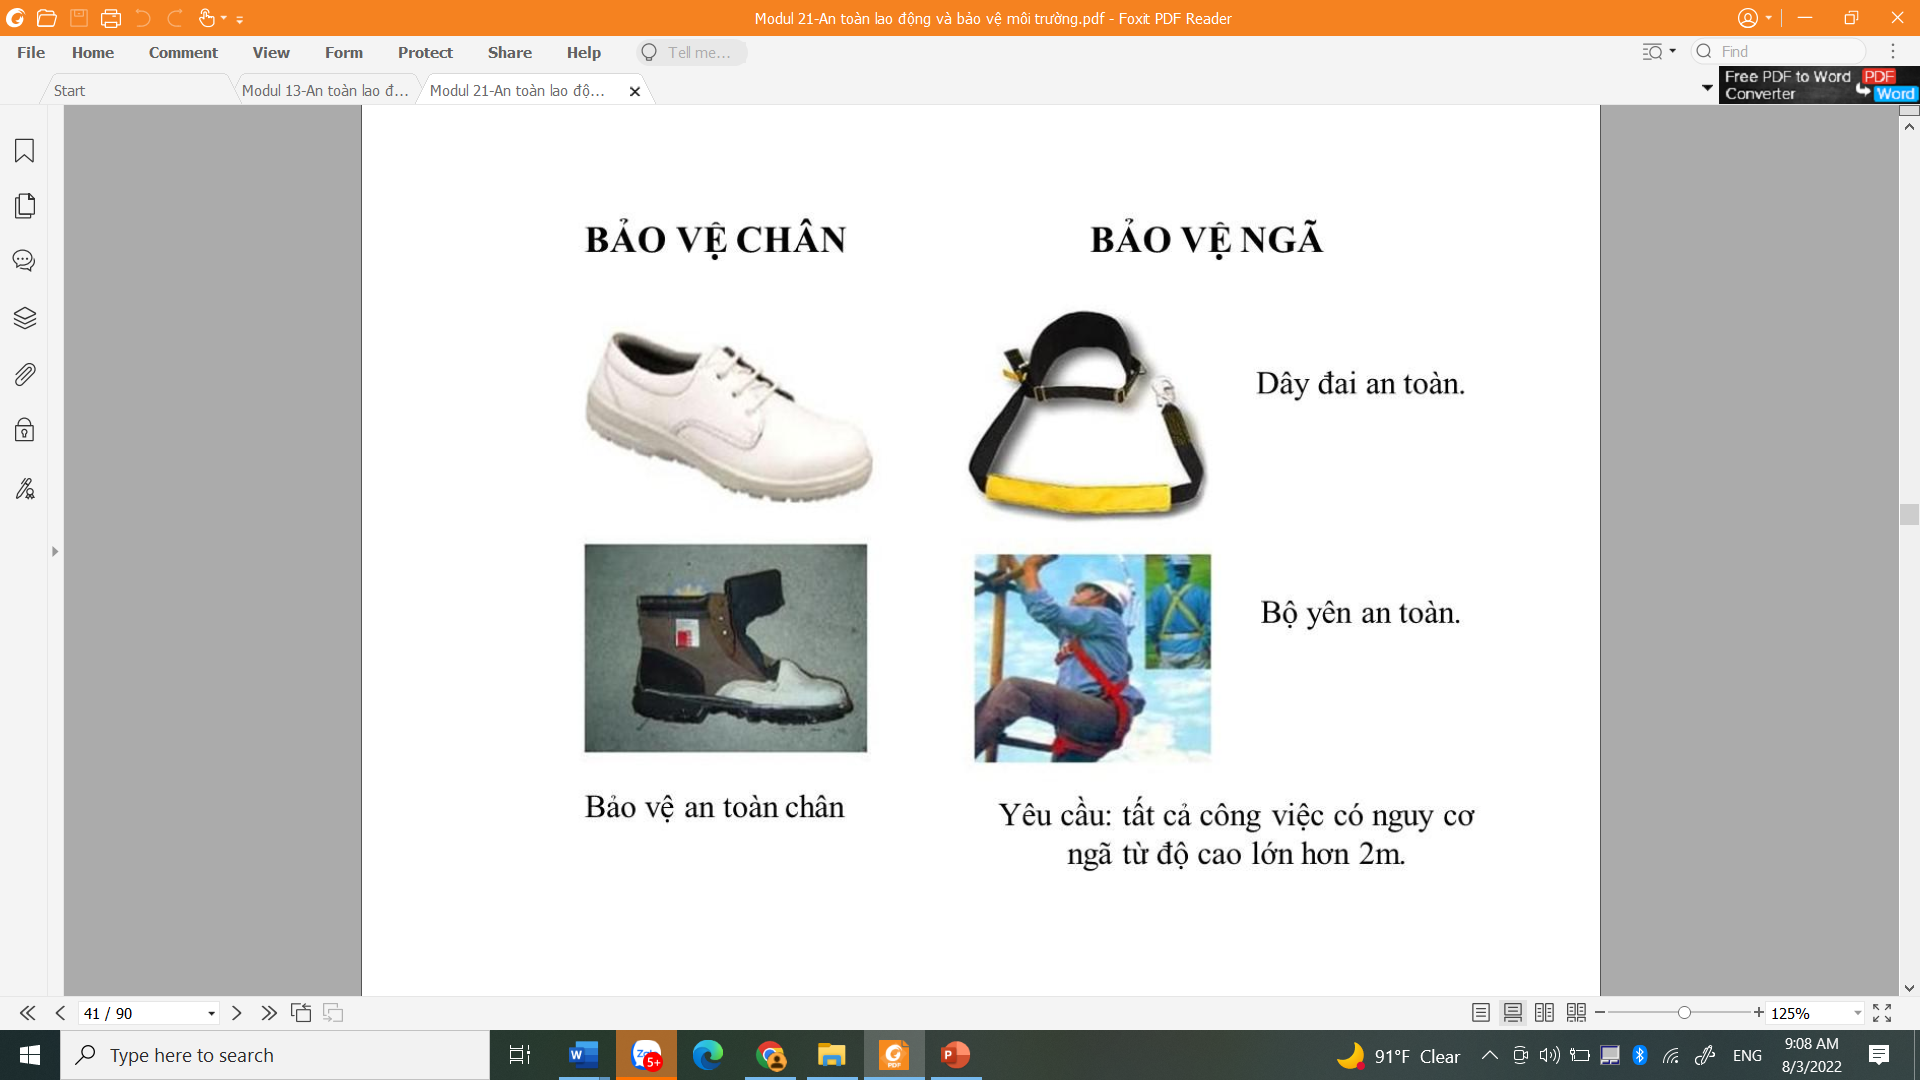 Modul 21-An toàn lao động và bảo vệ môi trường.pdf - Foxit PDF Reader
File Home Comment View Form Protect Share Help Tell me... Find
Start Modul 13-An toàn lao đ... Modul 21-An toàn lao độ...
Free PDF to Word PDF
Converter Word
BẢO VỆ CHÂN BẢO VỆ NGÃ
Dây đai an toàn.
Bộ yên an toàn.
Bảo vệ an toàn chân
Yêu cầu: tất cả công việc có nguy cơ
ngã từ độ cao lớn hơn 2m.
41 / 90 125%
Type here to search 91°F Clear ENG 9:08 AM
8/3/2022